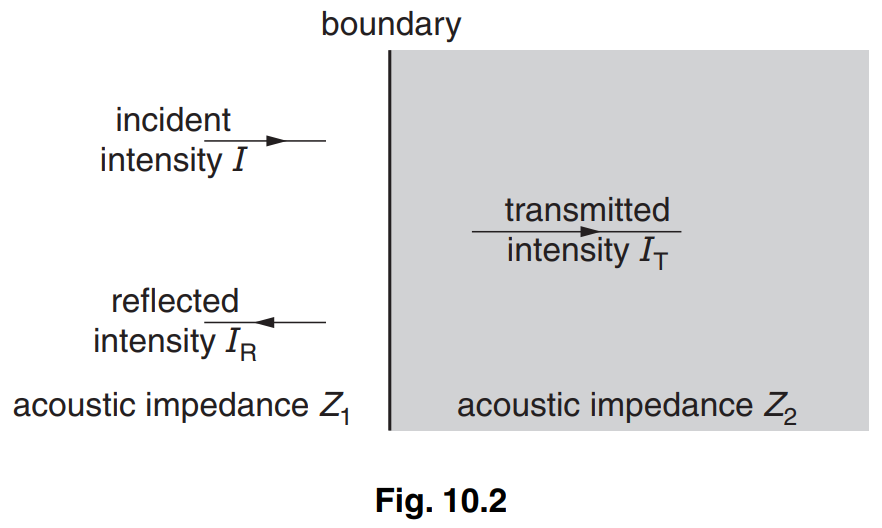 boundary
incident
intensity I
transmitted
intensity I_T
reflected
intensity I_R
acoustic impedance Z_1
acoustic impedance Z_2
Fig. 10.2